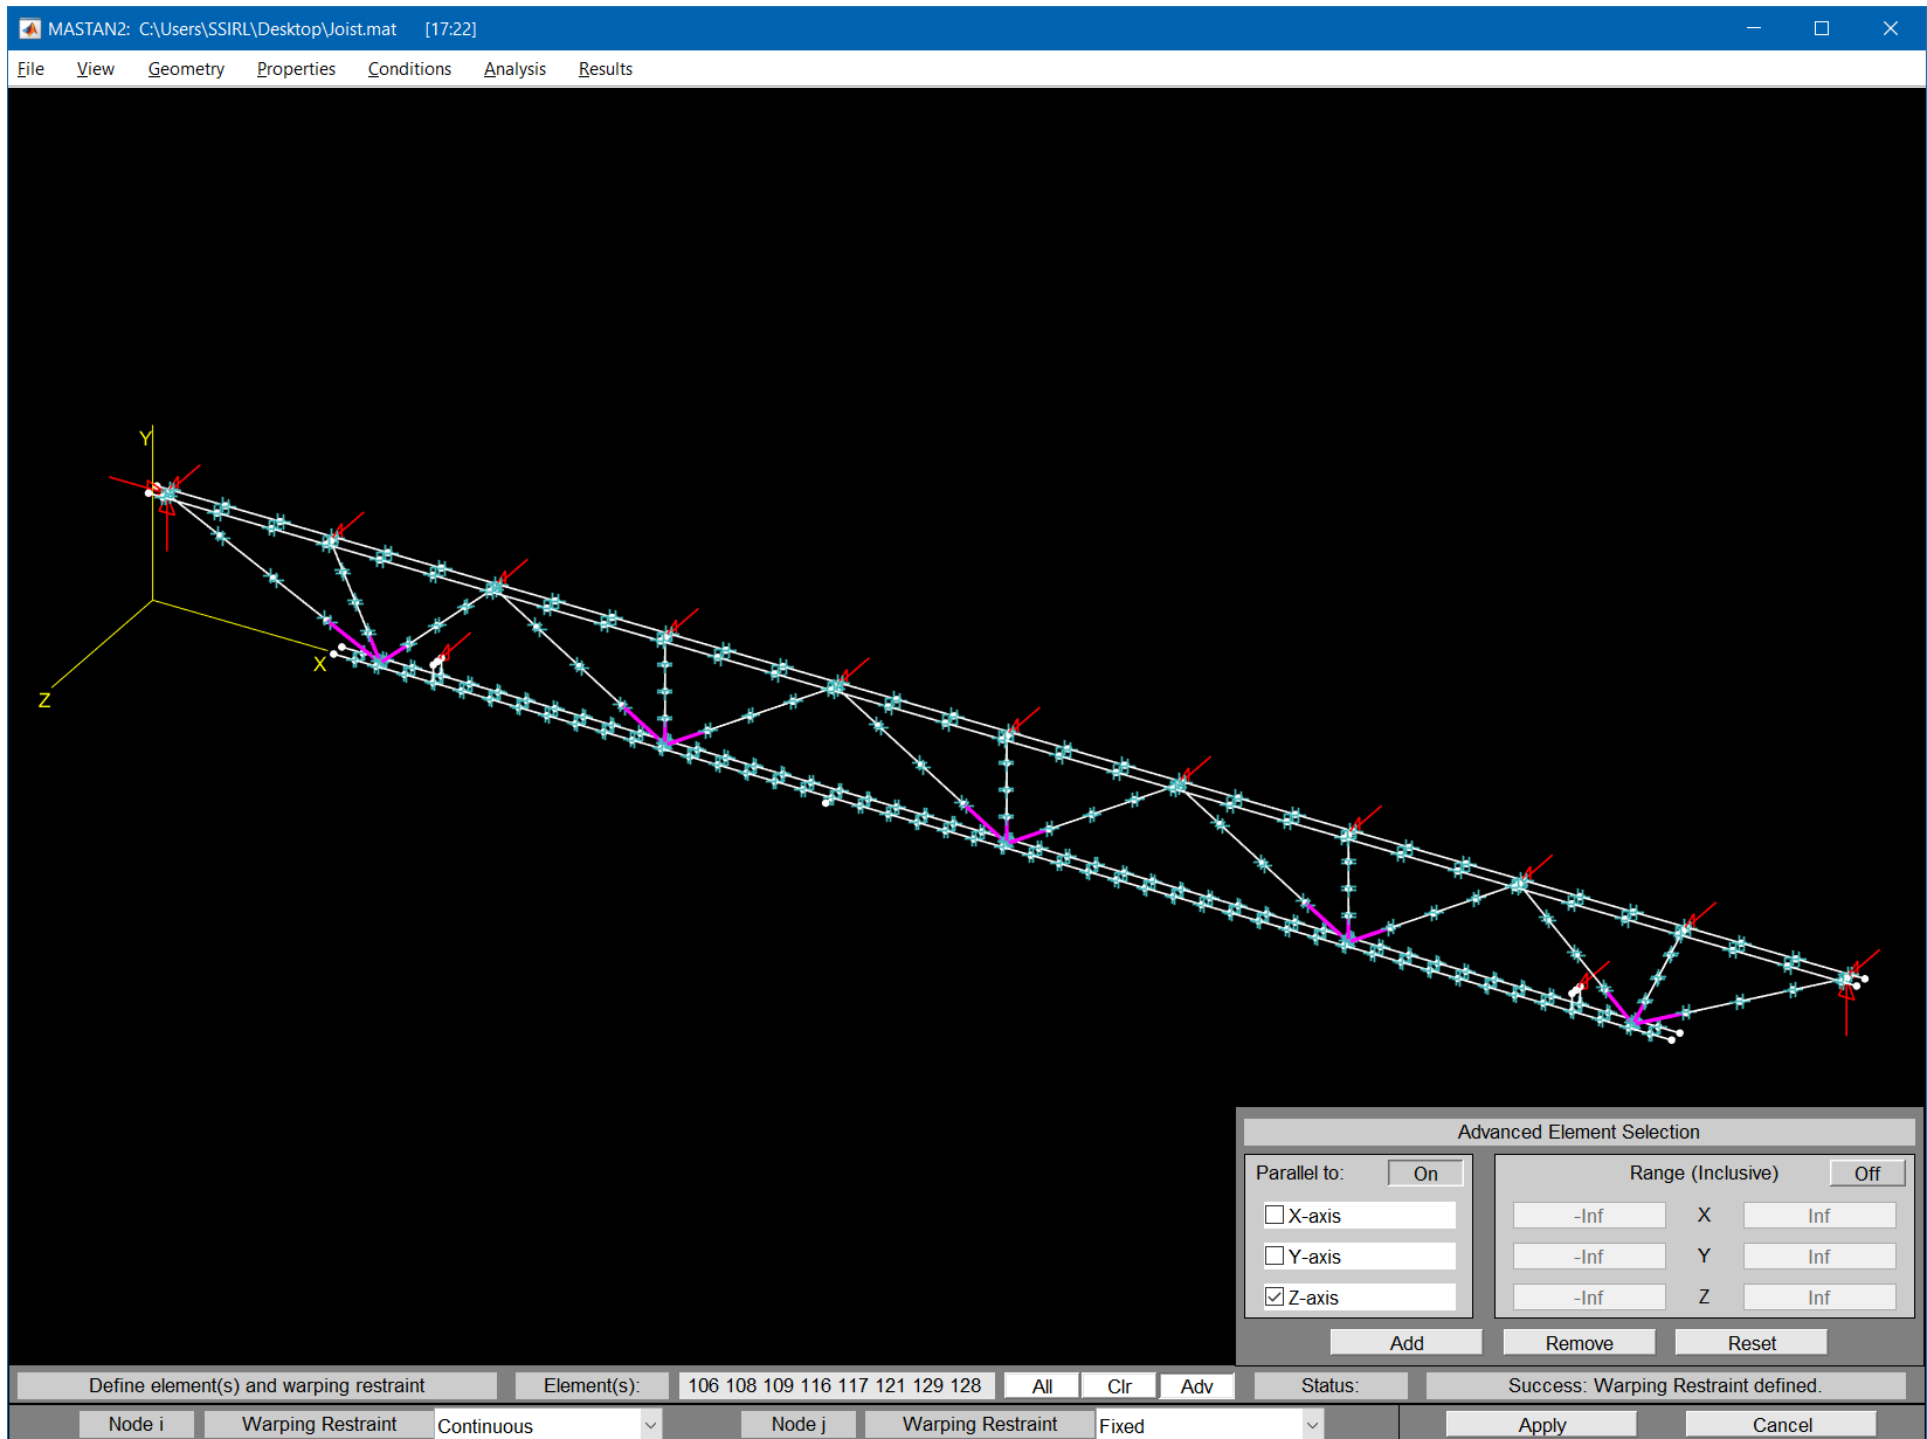 MASTAN2: C:\Users\SSIRL\Desktop\Joist.mat [17:22]
File View Geometry Properties Conditions Analysis Results
Y
X
Z
Advanced Element Selection
Parallel to: On Range (Inclusive) Off
X-axis -Inf X Inf
Y-axis -Inf Y Inf
Z-axis -Inf Z Inf
Add Remove Reset
Define element(s) and warping restraint Element(s): 106 108 109 116 117 121 129 128 All Clr Adv Status: Success: Warping Restraint defined.
Node i Warping Restraint Continuous Node j Warping Restraint Fixed Apply Cancel